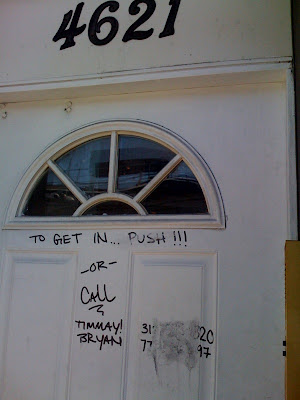 4621
TO GET IN... PUSH!!!
-OR-
CALL
TIMMAY!
BRYAN